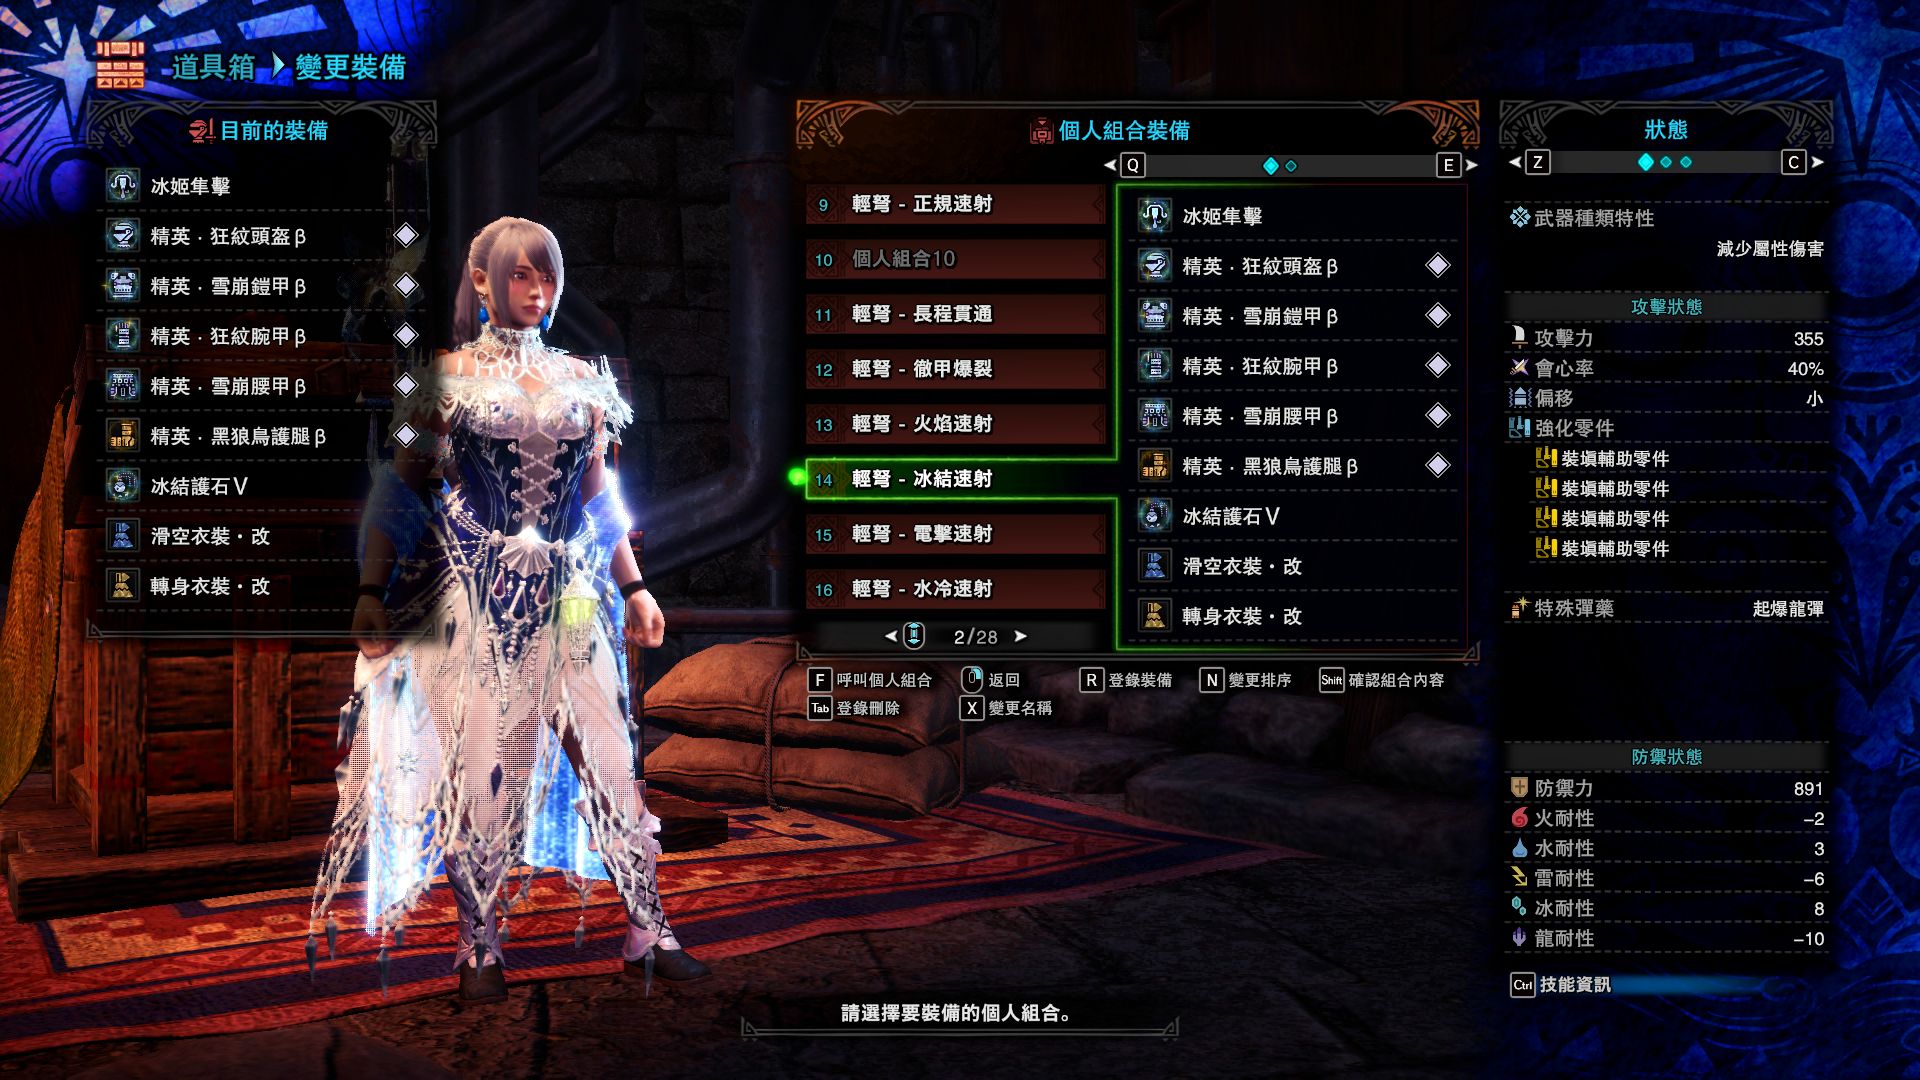 道具箱 變更裝備
目前的裝備
冰姬隼擊
精英．狂紋頭盔β
精英．雪崩鎧甲β
精英．狂紋腕甲β
精英．雪崩腰甲β
精英．黑狼鳥護腿β
冰結護石Ⅴ
滑空衣裝・改
轉身衣裝・改
個人組合裝備
Q E
9 輕弩 - 正規速射
10 個人組合10
11 輕弩 - 長程貫通
12 輕弩 - 徹甲爆裂
13 輕弩 - 火焰速射
14 輕弩 - 冰結速射
15 輕弩 - 電擊速射
16 輕弩 - 水冷速射
2/28
冰姬隼擊
精英．狂紋頭盔β
精英．雪崩鎧甲β
精英．狂紋腕甲β
精英．雪崩腰甲β
精英．黑狼鳥護腿β
冰結護石Ⅴ
滑空衣裝・改
轉身衣裝・改
F 呼叫個人組合 返回 R 登錄裝備 N 變更排序 Shift 確認組合內容
Tab 登錄刪除 X 變更名稱
狀態
Z C
武器種類特性
減少屬性傷害
攻擊狀態
攻擊力 355
會心率 40%
偏移 小
強化零件
裝填輔助零件
裝填輔助零件
裝填輔助零件
裝填輔助零件
特殊彈藥 起爆龍彈
防禦狀態
防禦力 891
火耐性 -2
水耐性 3
雷耐性 -6
冰耐性 8
龍耐性 -10
Ctrl 技能資訊
請選擇要裝備的個人組合。